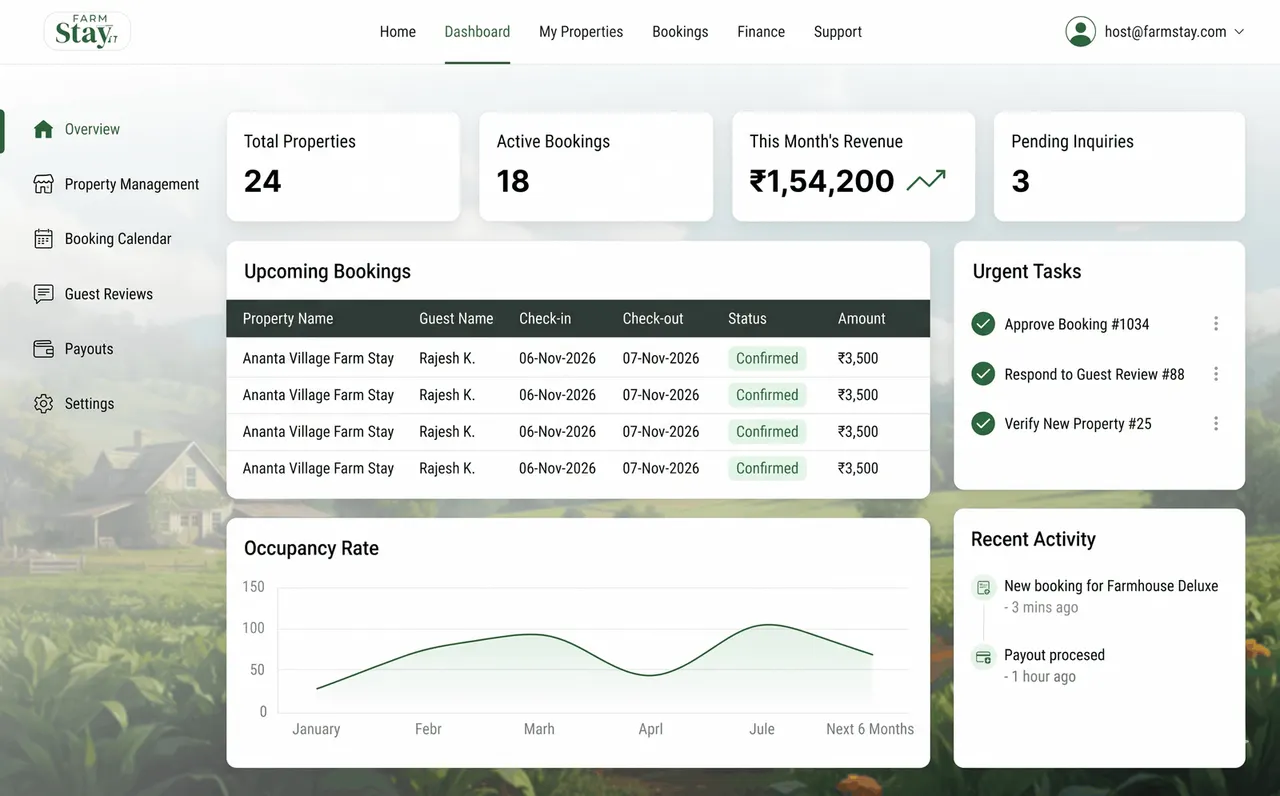 FARM
Stay.IT
Home Dashboard My Properties Bookings Finance Support
host@farmstay.com
Overview
Property Management
Booking Calendar
Guest Reviews
Payouts
Settings
Total Properties
24
Active Bookings
18
This Month's Revenue
₹1,54,200
Pending Inquiries
3
Upcoming Bookings
Property Name Guest Name Check-in Check-out Status Amount
Ananta Village Farm Stay Rajesh K. 06-Nov-2026 07-Nov-2026 Confirmed ₹3,500
Ananta Village Farm Stay Rajesh K. 06-Nov-2026 07-Nov-2026 Confirmed ₹3,500
Ananta Village Farm Stay Rajesh K. 06-Nov-2026 07-Nov-2026 Confirmed ₹3,500
Ananta Village Farm Stay Rajesh K. 06-Nov-2026 07-Nov-2026 Confirmed ₹3,500
Urgent Tasks
Approve Booking #1034
Respond to Guest Review #88
Verify New Property #25
Occupancy Rate
150
100
50
0
January Febr Marh Aprl Jule Next 6 Months
Recent Activity
New booking for Farmhouse Deluxe
- 3 mins ago
Payout procesed
- 1 hour ago